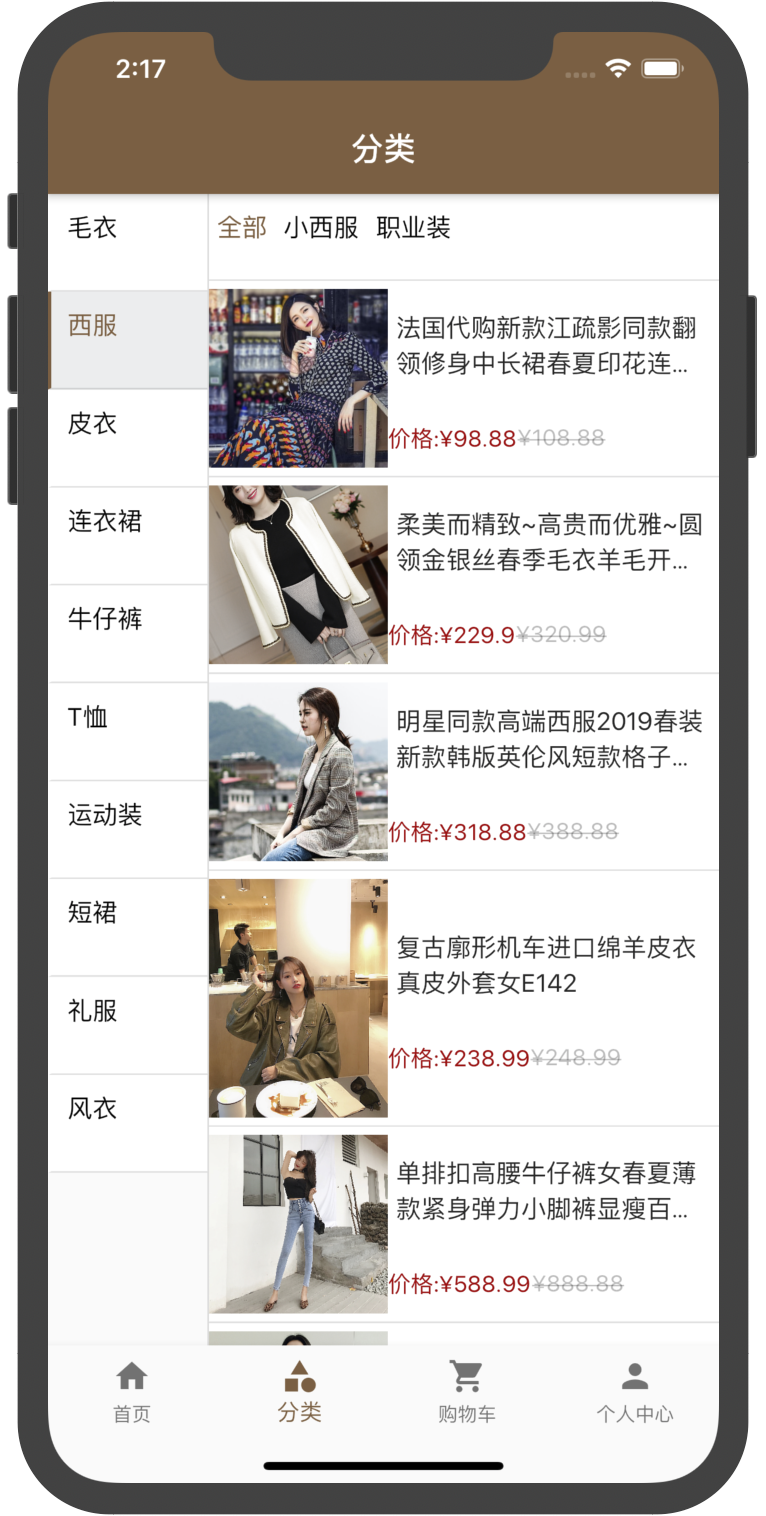 2:17
分类
毛衣
西服
皮衣
连衣裙
牛仔裤
T恤
运动装
短裙
礼服
风衣
全部 小西服 职业装
法国代购新款江疏影同款翻
领修身中长裙春夏印花连...
价格:¥98.88¥108.88
柔美而精致~高贵而优雅~圆
领金银丝春季毛衣羊毛开...
价格:¥229.9¥320.99
明星同款高端西服2019春装
新款韩版英伦风短款格子...
价格:¥318.88¥388.88
复古廓形机车进口绵羊皮衣
真皮外套女E142
价格:¥238.99¥248.99
单排扣高腰牛仔裤女春夏薄
款紧身弹力小脚裤显瘦百...
价格:¥588.99¥888.88
首页
分类
购物车
个人中心